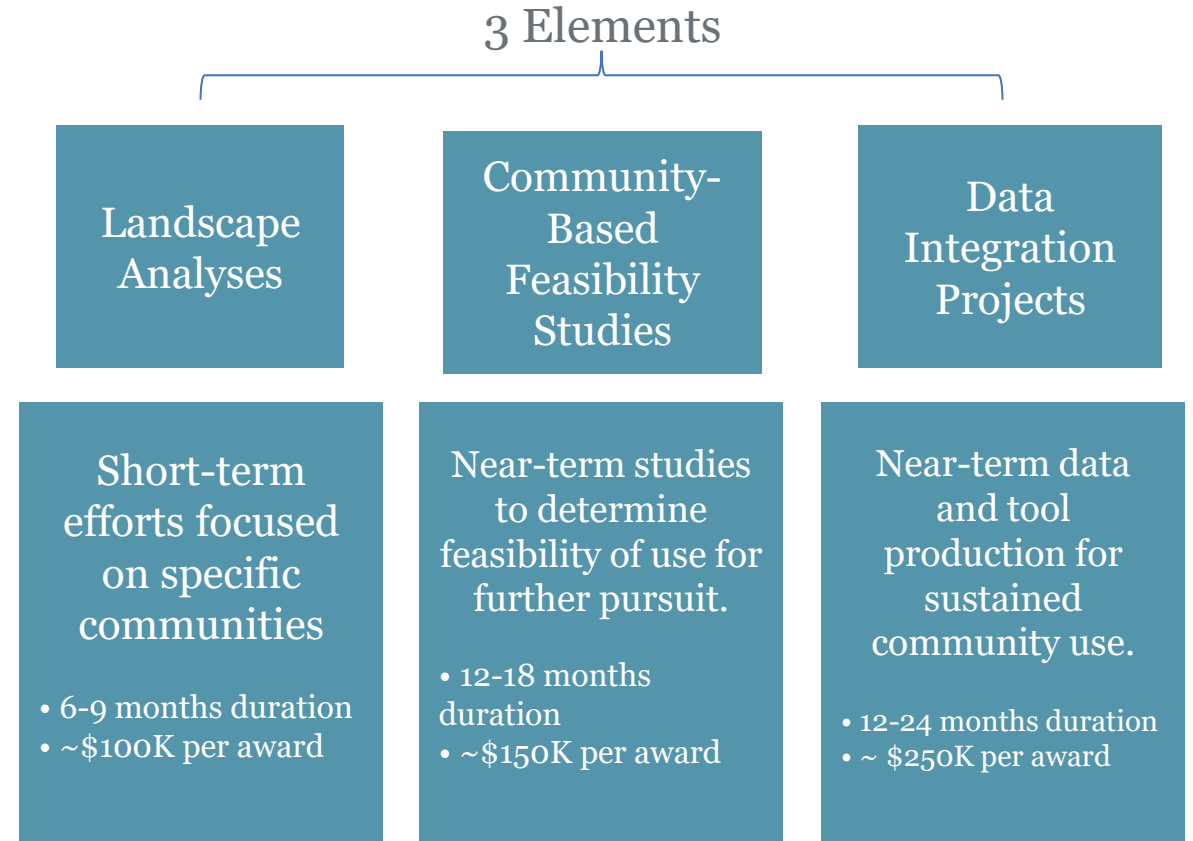 3 Elements
Landscape
Analyses
Community-
Based
Feasibility
Studies
Data
Integration
Projects
Short-term
efforts focused
on specific
communities
• 6-9 months duration
• ~$100K per award
Near-term studies
to determine
feasibility of use for
further pursuit.
• 12-18 months
duration
• ~$150K per award
Near-term data
and tool
production for
sustained
community use.
• 12-24 months duration
• ~ $250K per award